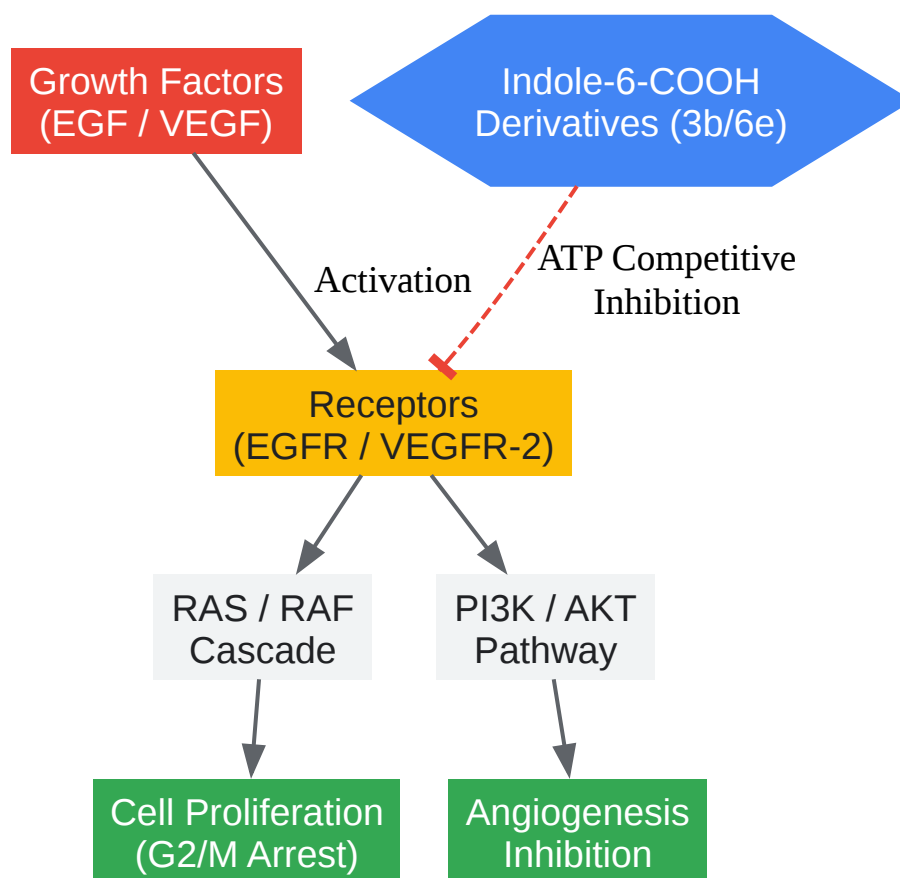 Growth Factors
(EGF / VEGF)
Indole-6-COOH
Derivatives (3b/6e)
Activation
ATP Competitive
Inhibition
Receptors
(EGFR / VEGFR-2)
RAS / RAF
Cascade
PI3K / AKT
Pathway
Cell Proliferation
(G2/M Arrest)
Angiogenesis
Inhibition